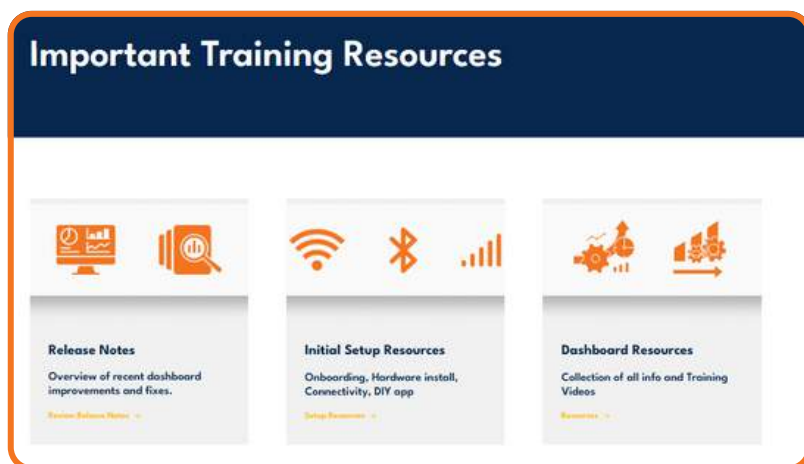 Important Training Resources
Release Notes
Overview of recent dashboard
improvements and fixes.
Review Release Notes →
Initial Setup Resources
Onboarding, Hardware install,
Connectivity, DIY app
Setup Resources →
Dashboard Resources
Collection of all info and Training
Videos
Resources →